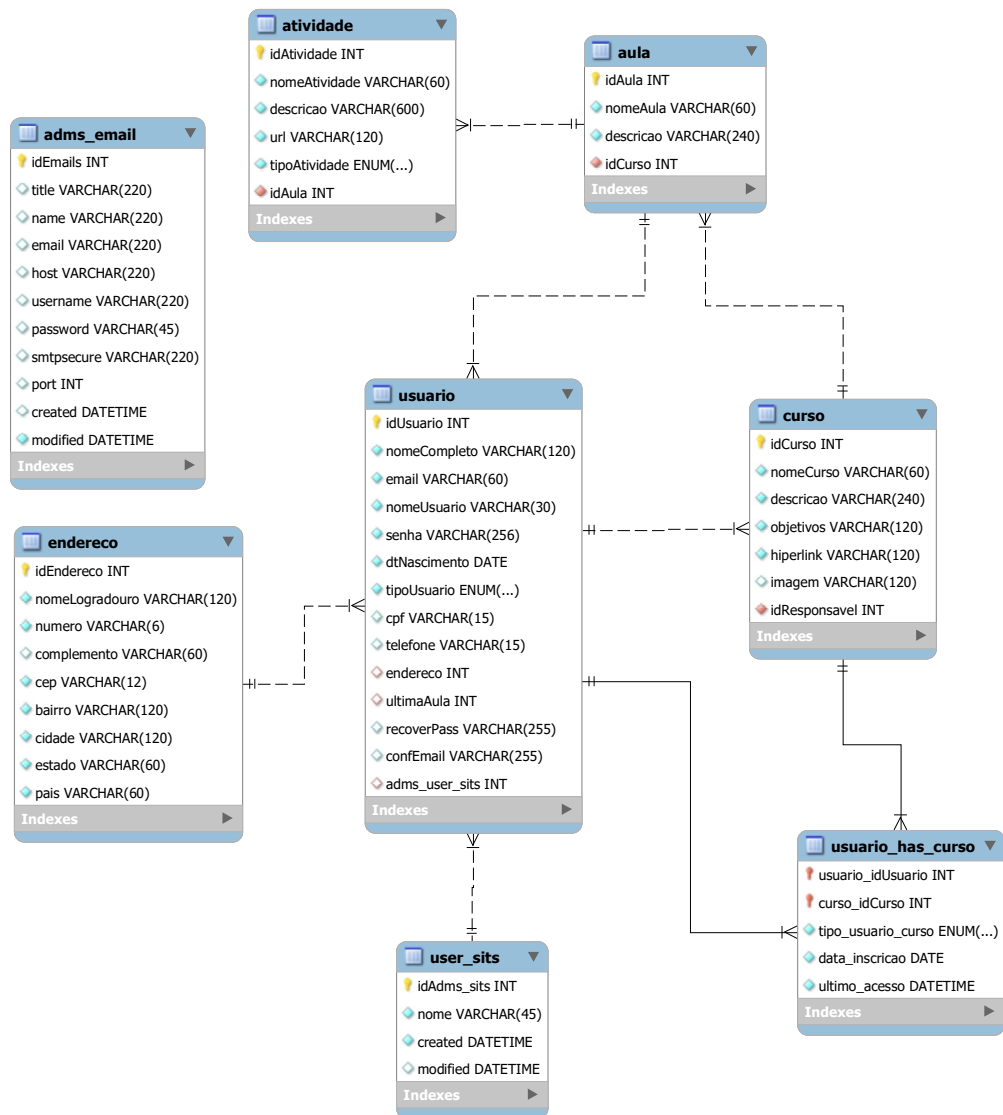 atividade
idAtividade INT
nomeAtividade VARCHAR(60)
descricao VARCHAR(600)
url VARCHAR(120)
tipoAtividade ENUM(...)
idAula INT
Indexes
aula
idAula INT
nomeAula VARCHAR(60)
descricao VARCHAR(240)
idCurso INT
Indexes
adms_email
idEmails INT
title VARCHAR(220)
name VARCHAR(220)
email VARCHAR(220)
host VARCHAR(220)
username VARCHAR(220)
password VARCHAR(45)
smtpsecure VARCHAR(220)
port INT
created DATETIME
modified DATETIME
Indexes
usuario
idUsuario INT
nomeCompleto VARCHAR(120)
email VARCHAR(60)
nomeUsuario VARCHAR(30)
senha VARCHAR(256)
dtNascimento DATE
tipoUsuario ENUM(...)
cpf VARCHAR(15)
telefone VARCHAR(15)
endereco INT
ultimaAula INT
recoverPass VARCHAR(255)
confEmail VARCHAR(255)
adms_user_sits INT
Indexes
curso
idCurso INT
nomeCurso VARCHAR(60)
descricao VARCHAR(240)
objetivos VARCHAR(120)
hiperlink VARCHAR(120)
imagem VARCHAR(120)
idResponsavel INT
Indexes
endereco
idEndereco INT
nomeLogradouro VARCHAR(120)
numero VARCHAR(6)
complemento VARCHAR(60)
cep VARCHAR(12)
bairro VARCHAR(120)
cidade VARCHAR(120)
estado VARCHAR(60)
pais VARCHAR(60)
Indexes
usuario_has_curso
usuario_idUsuario INT
curso_idCurso INT
tipo_usuario_curso ENUM(...)
data_inscricao DATE
ultimo_acesso DATETIME
Indexes
user_sits
idAdms_sits INT
nome VARCHAR(45)
created DATETIME
modified DATETIME
Indexes